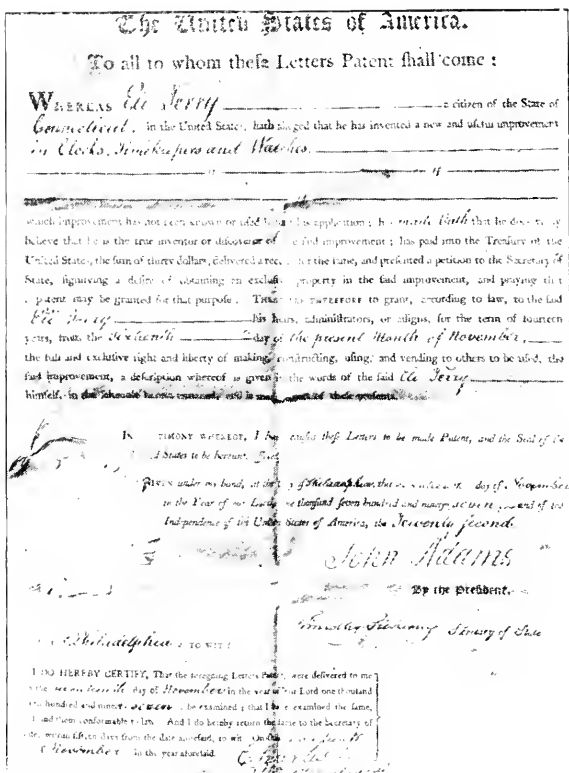 The United States of America.
To all to whom theſe Letters Patent ſhall come :
WHEREAS Eli Terry a citizen of the State of
Connecticut, in the United States, hath alleged that he has invented a new and uſeful improvement
in Clocks, Timekeepers and Watches.
which improvement has not been known or uſed before his application ; has made Oath that he does verily
believe that he is the true inventor or diſcoverer of the ſaid improvement ; has paid into the Treaſury of the
United States, the ſum of thirty dollars, delivered a receipt for the ſame, and preſented a petition to the Secretary of
State, ſignifying a deſire of obtaining an excluſive property in the ſaid improvement, and praying that
a patent may be granted for that purpoſe. THESE ARE THEREFORE to grant, according to law, to the ſaid
Eli Terry his heirs, adminiſtrators, or aſſigns, for the term of fourteen
years, from the Sixteenth day of the present Month of November,
the full and excluſive right and liberty of making, conſtructing, uſing, and vending to others to be uſed, the
ſaid improvement, a deſcription whereof is given in the words of the ſaid Eli Terry
himſelf, in the ſchedule hereto annexed, and is made part of theſe preſents.
IN TESTIMONY WHEREOF, I have cauſed theſe Letters to be made Patent, and the Seal of the
United States to be hereunto
GIVEN under my hand, at the City of Philadelphia, this day of November
in the Year of our Lord, one thouſand ſeven hundred and ninety seven and of the
Independence of the United States of America, the Twenty second.
John Adams
By the Preſident.
Timothy Pickering Secretary of State
Philadelphia TO WIT :
I DO HEREBY CERTIFY, That the foregoing Letters Patent, were delivered to me
on the seventeenth day of November in the year of our Lord one thouſand
ſeven hundred and ninety seven to be examined ; that I have examined the ſame,
and find them conformable to law. And I do hereby return the ſame to the Secretary of
State, within fifteen days from the date aforeſaid, to wit : On this
of November in the year aforeſaid.